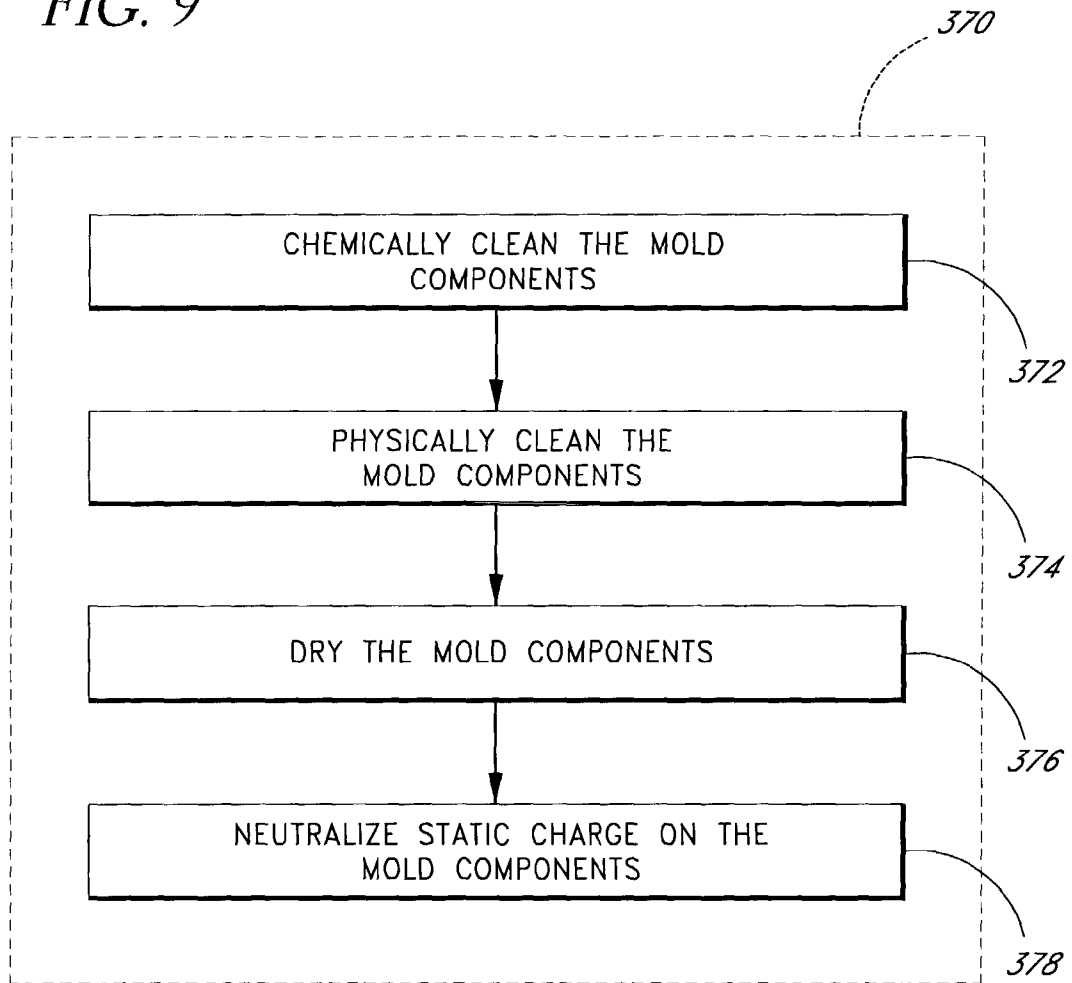 FIG. 9
370
CHEMICALLY CLEAN THE MOLD
COMPONENTS
372
PHYSICALLY CLEAN THE
MOLD COMPONENTS
374
DRY THE MOLD COMPONENTS
376
NEUTRALIZE STATIC CHARGE ON THE
MOLD COMPONENTS
378